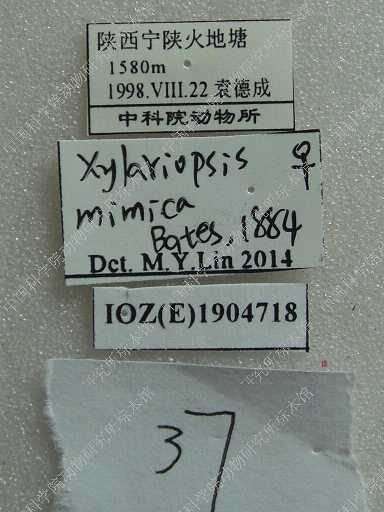 陕西宁陕火地塘
1580m
1998.VIII.22 袁德成
中科院动物所
Xylariopsis ♀
mimica
Bates, 1884
Det. M.Y.Lin 2014
IOZ(E)1904718
37